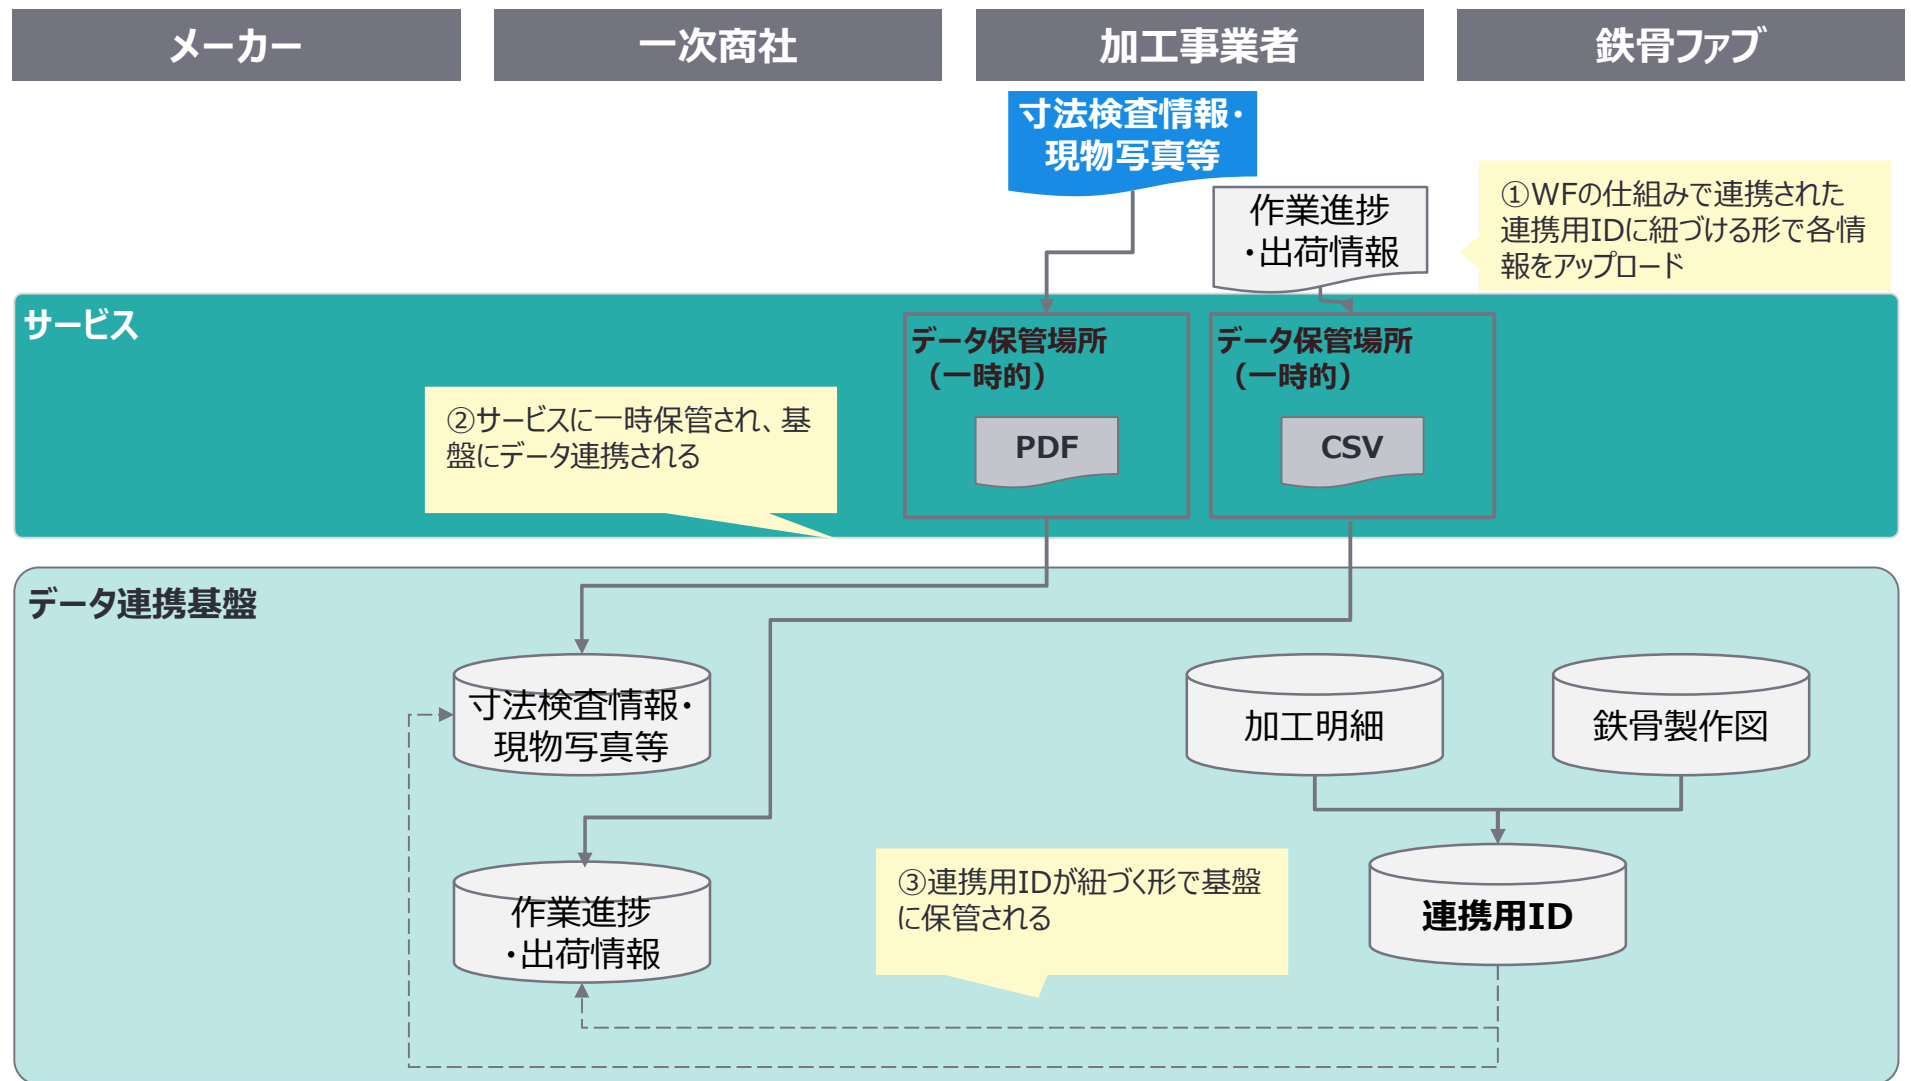 メーカー
一次商社
加工事業者
鉄骨ファブ
寸法検査情報・
現物写真等
作業進捗
・出荷情報
①WFの仕組みで連携された
連携用IDに紐づける形で各情
報をアップロード
サービス
データ保管場所
（一時的）
PDF
データ保管場所
（一時的）
CSV
②サービスに一時保管され、基
盤にデータ連携される
データ連携基盤
寸法検査情報・
現物写真等
加工明細
鉄骨製作図
作業進捗
・出荷情報
③連携用IDが紐づく形で基盤
に保管される
連携用ID